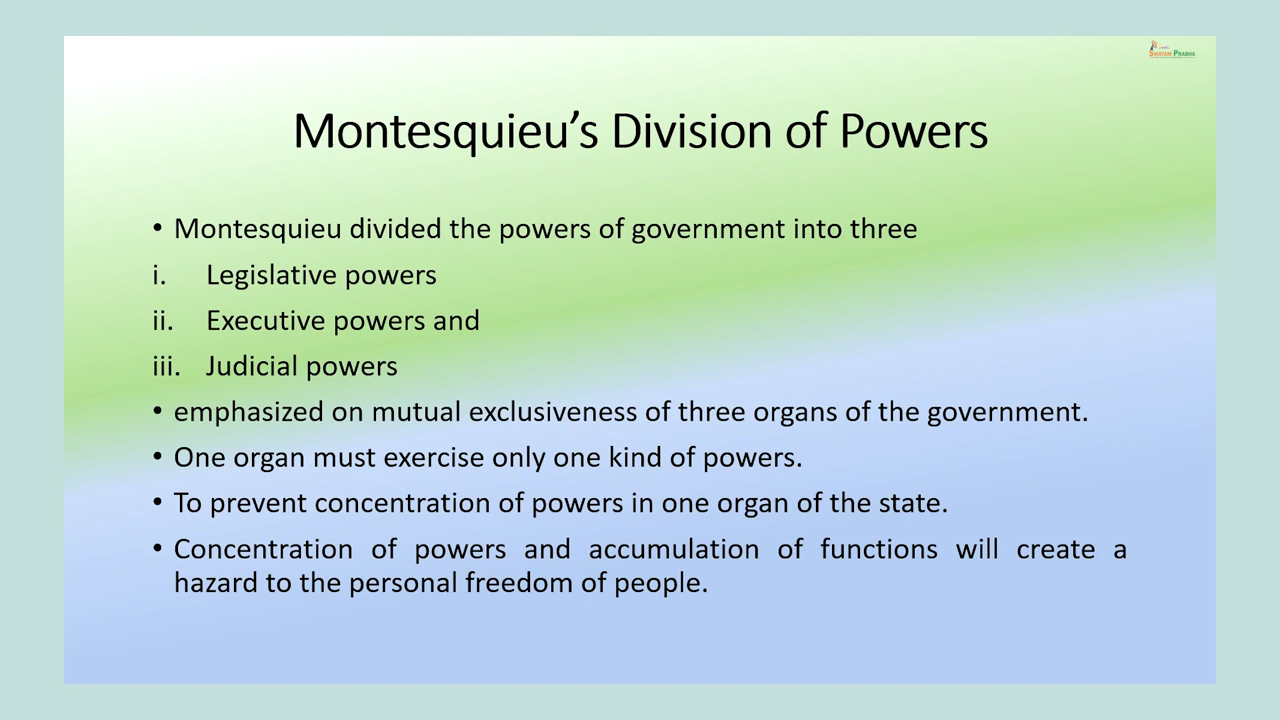 SWAYAM PRABHA
Montesquieu’s Division of Powers
• Montesquieu divided the powers of government into three
i. Legislative powers
ii. Executive powers and
iii. Judicial powers
• emphasized on mutual exclusiveness of three organs of the government.
• One organ must exercise only one kind of powers.
• To prevent concentration of powers in one organ of the state.
• Concentration of powers and accumulation of functions will create a
hazard to the personal freedom of people.